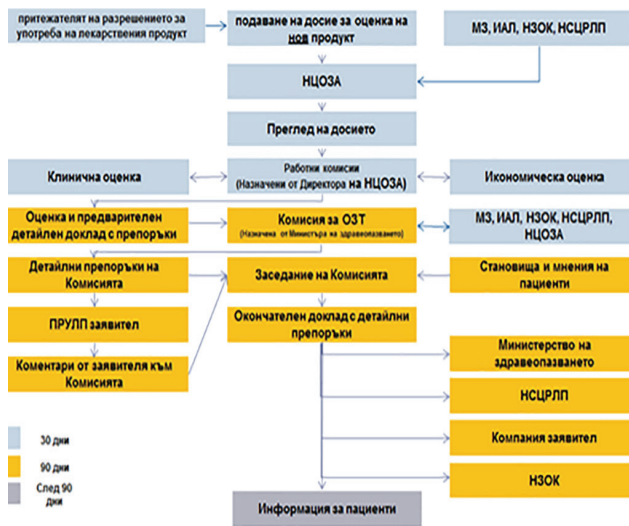 притежателят на разрешението за
употреба на лекарствения продукт
подаване на досие за оценка на
нов продукт
МЗ, ИАЛ, НЗОК, НСЦРЛП
НЦОЗА
Преглед на досието
Клинична оценка
Работни комисии
(Назначени от Директора на НЦОЗА)
Икономическа оценка
Оценка и предварителен
детайлен доклад с препоръки
Комисия за ОЗТ
(Назначена от Министъра на здравеопазването)
МЗ, ИАЛ, НЗОК, НСЦРЛП,
НЦОЗА
Детайлни препоръки на
Комисията
Заседание на Комисията
Становища и мнения на
пациенти
ПРУЛП заявител
Окончателен доклад с детайлни
препоръки
Коментари от заявителя към
Комисията
Министерство на
здравеопазването
НСЦРЛП
Компания заявител
НЗОК
30 дни
90 дни
След 90
дни
Информация за пациенти